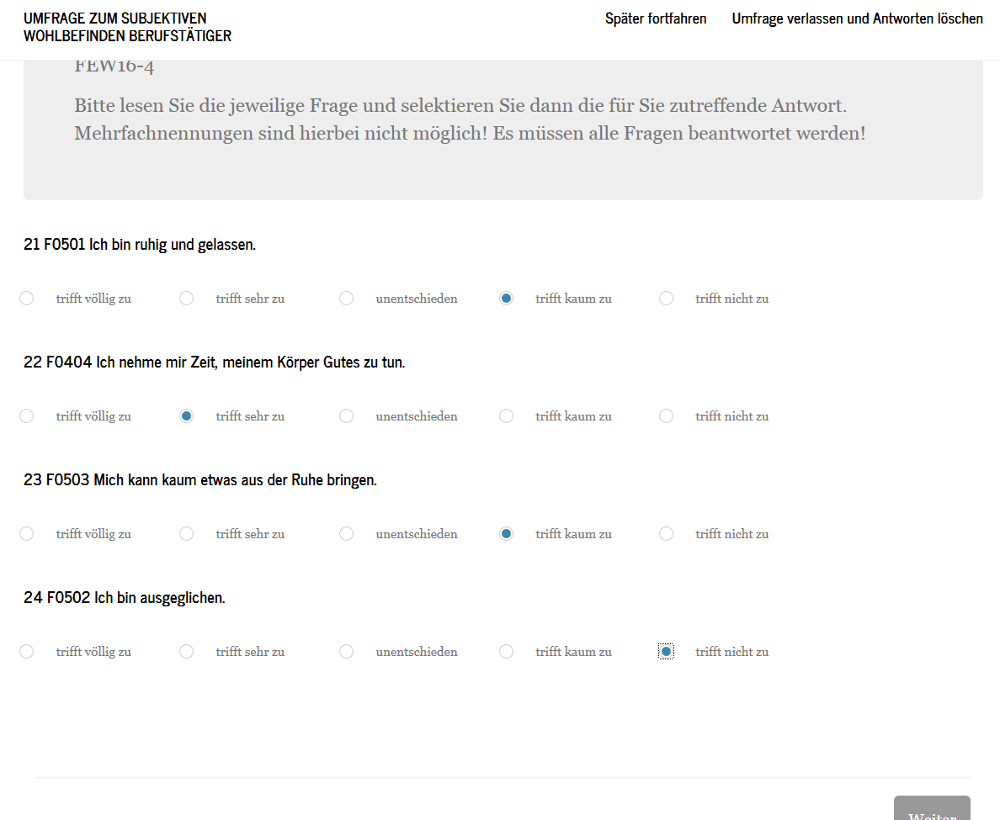 UMFRAGE ZUM SUBJEKTIVEN
WOHLBEFINDEN BERUFSTÄTIGER
Später fortfahren
Umfrage verlassen und Antworten löschen
FEW16-4
Bitte lesen Sie die jeweilige Frage und selektieren Sie dann die für Sie zutreffende Antwort.
Mehrfachnennungen sind hierbei nicht möglich! Es müssen alle Fragen beantwortet werden!
21 F0501 Ich bin ruhig und gelassen.
trifft völlig zu trifft sehr zu unentschieden trifft kaum zu trifft nicht zu
22 F0404 Ich nehme mir Zeit, meinem Körper Gutes zu tun.
trifft völlig zu trifft sehr zu unentschieden trifft kaum zu trifft nicht zu
23 F0503 Mich kann kaum etwas aus der Ruhe bringen.
trifft völlig zu trifft sehr zu unentschieden trifft kaum zu trifft nicht zu
24 F0502 Ich bin ausgeglichen.
trifft völlig zu trifft sehr zu unentschieden trifft kaum zu trifft nicht zu
Weiter